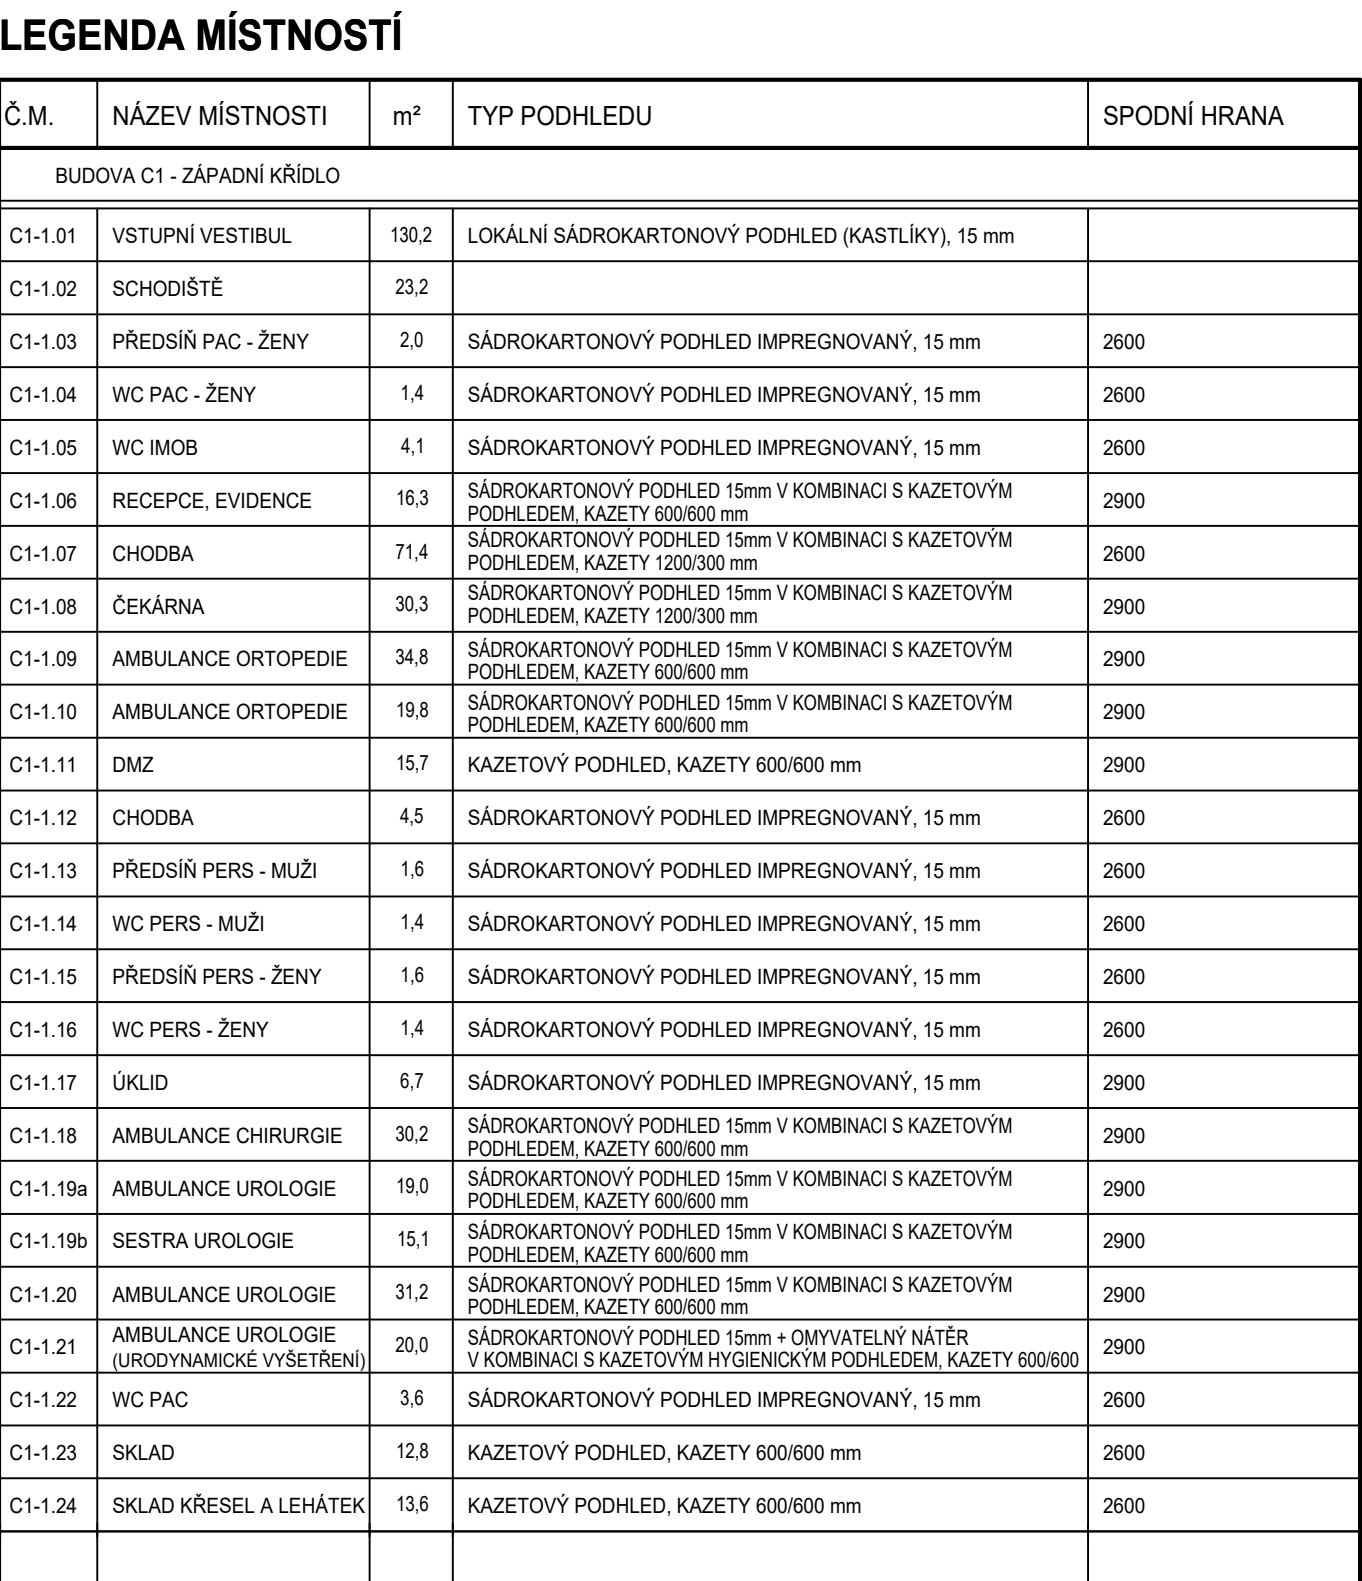 LEGENDA MÍSTNOSTÍ
Č.M. NÁZEV MÍSTNOSTI m² TYP PODHLEDU SPODNÍ HRANA
BUDOVA C1 - ZÁPADNÍ KŘÍDLO
C1-1.01 VSTUPNÍ VESTIBUL 130,2 LOKÁLNÍ SÁDROKARTONOVÝ PODHLED (KASTLÍKY), 15 mm
C1-1.02 SCHODIŠTĚ 23,2
C1-1.03 PŘEDSÍŇ PAC - ŽENY 2,0 SÁDROKARTONOVÝ PODHLED IMPREGNOVANÝ, 15 mm 2600
C1-1.04 WC PAC - ŽENY 1,4 SÁDROKARTONOVÝ PODHLED IMPREGNOVANÝ, 15 mm 2600
C1-1.05 WC IMOB 4,1 SÁDROKARTONOVÝ PODHLED IMPREGNOVANÝ, 15 mm 2600
C1-1.06 RECEPCE, EVIDENCE 16,3 SÁDROKARTONOVÝ PODHLED 15mm V KOMBINACI S KAZETOVÝM
PODHLEDEM, KAZETY 600/600 mm 2900
C1-1.07 CHODBA 71,4 SÁDROKARTONOVÝ PODHLED 15mm V KOMBINACI S KAZETOVÝM
PODHLEDEM, KAZETY 1200/300 mm 2600
C1-1.08 ČEKÁRNA 30,3 SÁDROKARTONOVÝ PODHLED 15mm V KOMBINACI S KAZETOVÝM
PODHLEDEM, KAZETY 1200/300 mm 2900
C1-1.09 AMBULANCE ORTOPEDIE 34,8 SÁDROKARTONOVÝ PODHLED 15mm V KOMBINACI S KAZETOVÝM
PODHLEDEM, KAZETY 600/600 mm 2900
C1-1.10 AMBULANCE ORTOPEDIE 19,8 SÁDROKARTONOVÝ PODHLED 15mm V KOMBINACI S KAZETOVÝM
PODHLEDEM, KAZETY 600/600 mm 2900
C1-1.11 DMZ 15,7 KAZETOVÝ PODHLED, KAZETY 600/600 mm 2900
C1-1.12 CHODBA 4,5 SÁDROKARTONOVÝ PODHLED IMPREGNOVANÝ, 15 mm 2600
C1-1.13 PŘEDSÍŇ PERS - MUŽI 1,6 SÁDROKARTONOVÝ PODHLED IMPREGNOVANÝ, 15 mm 2600
C1-1.14 WC PERS - MUŽI 1,4 SÁDROKARTONOVÝ PODHLED IMPREGNOVANÝ, 15 mm 2600
C1-1.15 PŘEDSÍŇ PERS - ŽENY 1,6 SÁDROKARTONOVÝ PODHLED IMPREGNOVANÝ, 15 mm 2600
C1-1.16 WC PERS - ŽENY 1,4 SÁDROKARTONOVÝ PODHLED IMPREGNOVANÝ, 15 mm 2600
C1-1.17 ÚKLID 6,7 SÁDROKARTONOVÝ PODHLED IMPREGNOVANÝ, 15 mm 2900
C1-1.18 AMBULANCE CHIRURGIE 30,2 SÁDROKARTONOVÝ PODHLED 15mm V KOMBINACI S KAZETOVÝM
PODHLEDEM, KAZETY 600/600 mm 2900
C1-1.19a AMBULANCE UROLOGIE 19,0 SÁDROKARTONOVÝ PODHLED 15mm V KOMBINACI S KAZETOVÝM
PODHLEDEM, KAZETY 600/600 mm 2900
C1-1.19b SESTRA UROLOGIE 15,1 SÁDROKARTONOVÝ PODHLED 15mm V KOMBINACI S KAZETOVÝM
PODHLEDEM, KAZETY 600/600 mm 2900
C1-1.20 AMBULANCE UROLOGIE 31,2 SÁDROKARTONOVÝ PODHLED 15mm V KOMBINACI S KAZETOVÝM
PODHLEDEM, KAZETY 600/600 mm 2900
C1-1.21 AMBULANCE UROLOGIE 20,0 SÁDROKARTONOVÝ PODHLED 15mm + OMYVATELNÝ NÁTĚR
(URODYNAMICKÉ VYŠETŘENÍ) V KOMBINACI S KAZETOVÝM HYGIENICKÝM PODHLEDEM, KAZETY 600/600 2900
C1-1.22 WC PAC 3,6 SÁDROKARTONOVÝ PODHLED IMPREGNOVANÝ, 15 mm 2600
C1-1.23 SKLAD 12,8 KAZETOVÝ PODHLED, KAZETY 600/600 mm 2600
C1-1.24 SKLAD KŘESEL A LEHÁTEK 13,6 KAZETOVÝ PODHLED, KAZETY 600/600 mm 2600